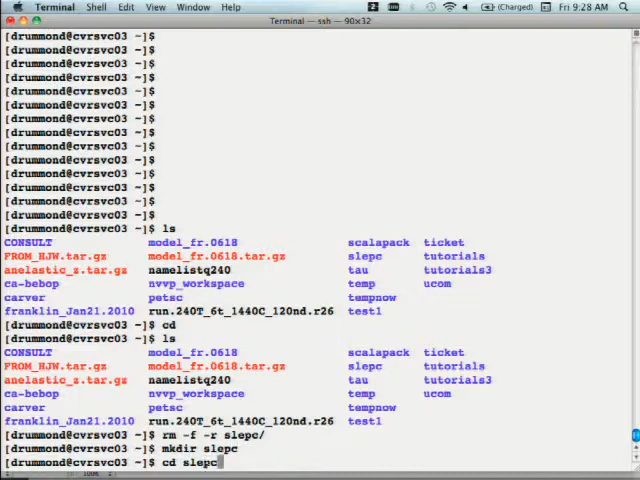 Terminal Shell Edit View Window Help (Charged) Fri 9:28 AM
Terminal — ssh — 90×32
[drummond@cvrsvc03 ~]$
[drummond@cvrsvc03 ~]$
[drummond@cvrsvc03 ~]$
[drummond@cvrsvc03 ~]$
[drummond@cvrsvc03 ~]$
[drummond@cvrsvc03 ~]$
[drummond@cvrsvc03 ~]$
[drummond@cvrsvc03 ~]$
[drummond@cvrsvc03 ~]$
[drummond@cvrsvc03 ~]$
[drummond@cvrsvc03 ~]$
[drummond@cvrsvc03 ~]$
[drummond@cvrsvc03 ~]$
[drummond@cvrsvc03 ~]$
[drummond@cvrsvc03 ~]$ ls
CONSULT model_fr.0618 scalapack ticket
FROM_HJW.tar.gz model_fr.0618.tar.gz slepc tutorials
anelastic_z.tar.gz namelistq240 tau tutorials3
ca-bebop nvvp_workspace temp ucom
carver petsc tempnow
franklin_Jan21.2010 run.240T_6t_1440C_120nd.r26 test1
[drummond@cvrsvc03 ~]$ cd
[drummond@cvrsvc03 ~]$ ls
CONSULT model_fr.0618 scalapack ticket
FROM_HJW.tar.gz model_fr.0618.tar.gz slepc tutorials
anelastic_z.tar.gz namelistq240 tau tutorials3
ca-bebop nvvp_workspace temp ucom
carver petsc tempnow
franklin_Jan21.2010 run.240T_6t_1440C_120nd.r26 test1
[drummond@cvrsvc03 ~]$ rm -f -r slepc/
[drummond@cvrsvc03 ~]$ mkdir slepc
[drummond@cvrsvc03 ~]$ cd slepc